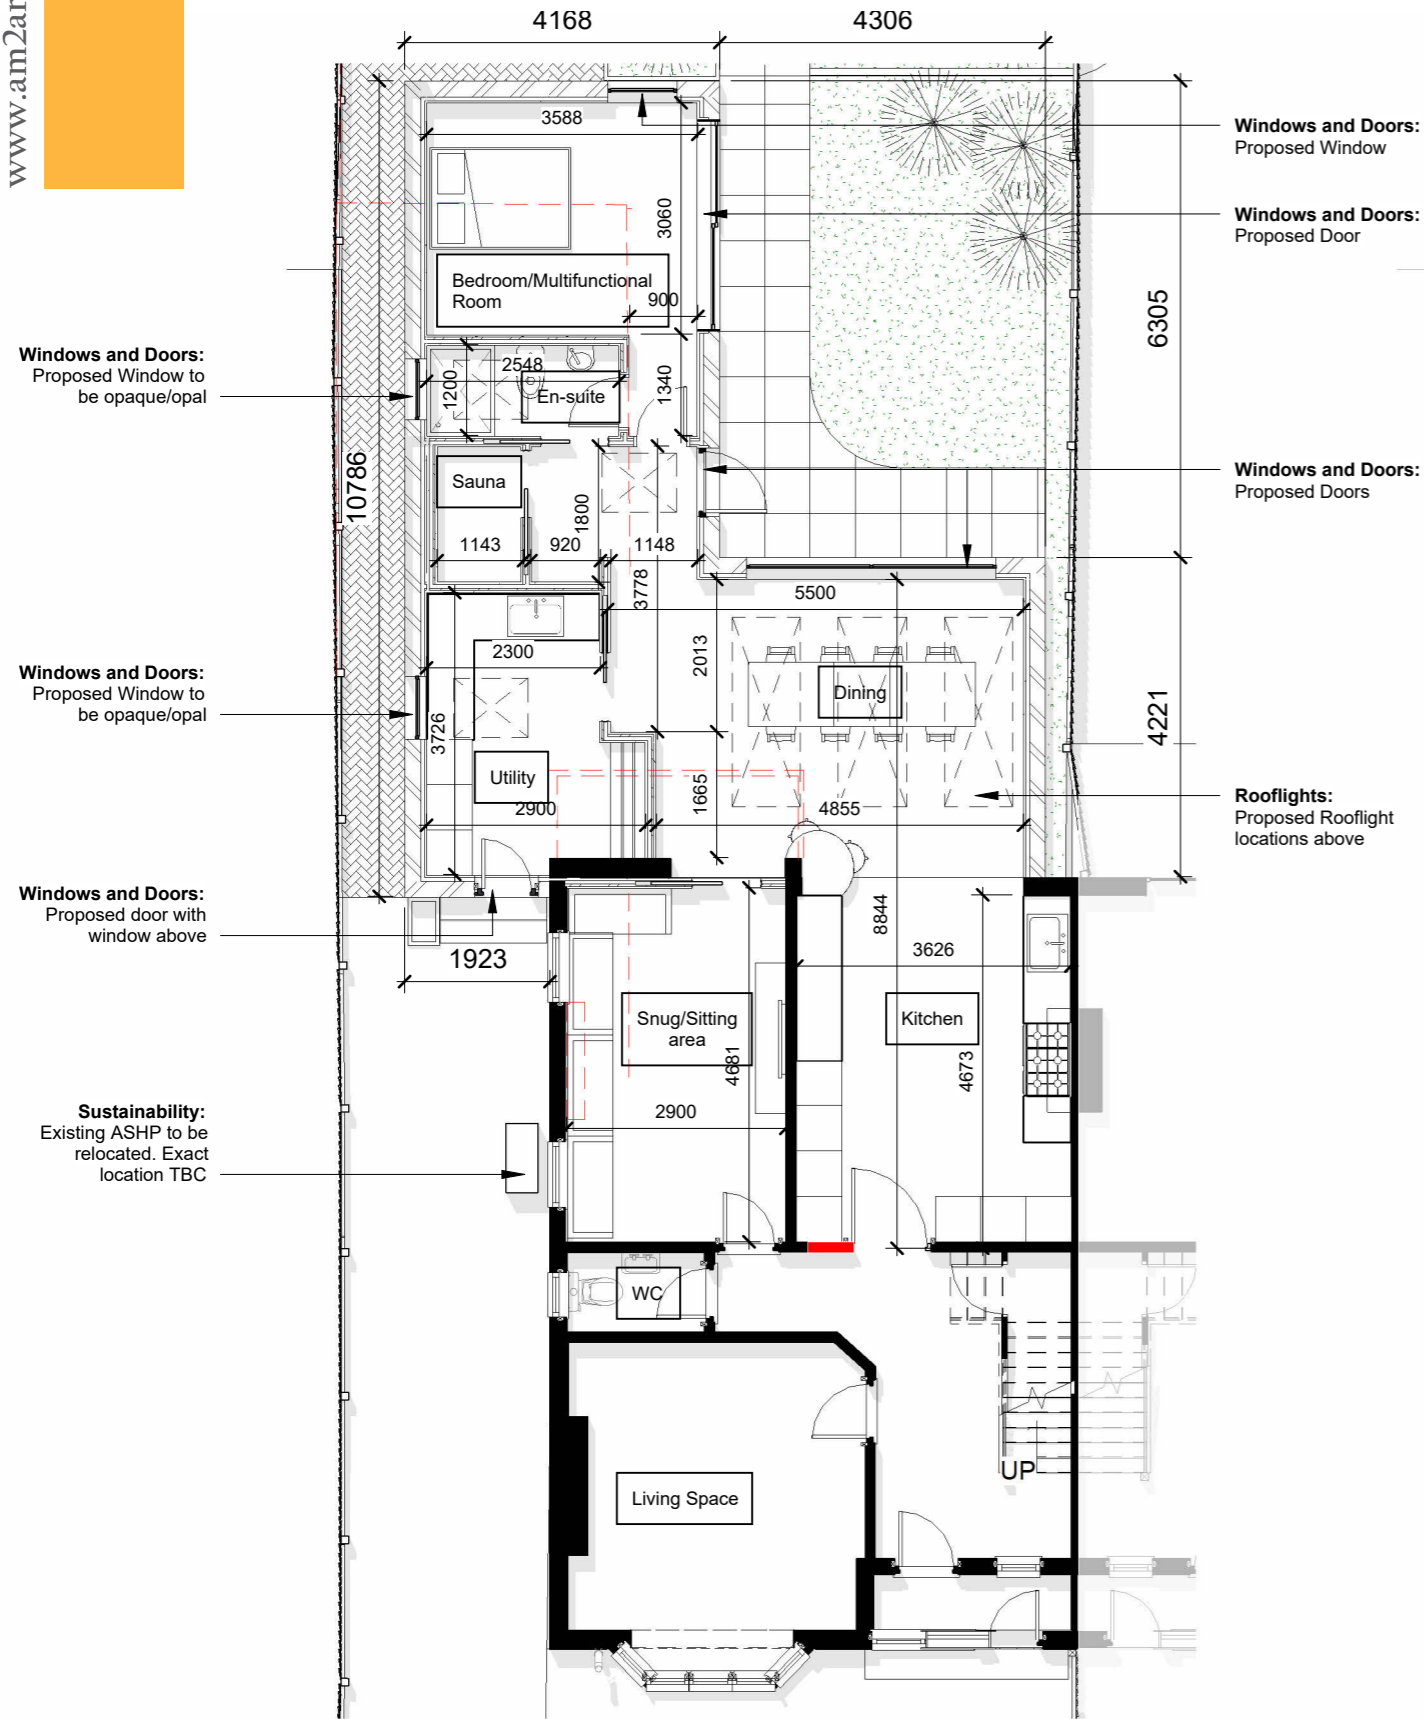 www.am2ar
4168
4306
3588
Windows and Doors:
Proposed Window
3060
Windows and Doors:
Proposed Door
Bedroom/Multifunctional
Room
900
6305
Windows and Doors:
Proposed Window to
be opaque/opal
2548
1200
En-suite
1340
10786
Sauna
Windows and Doors:
Proposed Doors
1800
1143
920
1148
3778
5500
2300
2013
Windows and Doors:
Proposed Window to
be opaque/opal
Dining
3726
4221
Utility
2900
1665
4855
Rooflights:
Proposed Rooflight
locations above
Windows and Doors:
Proposed door with
window above
1923
8844
3626
Snug/Sitting
area
Kitchen
4681
4673
2900
Sustainability:
Existing ASHP to be
relocated. Exact
location TBC
WC
UP
Living Space